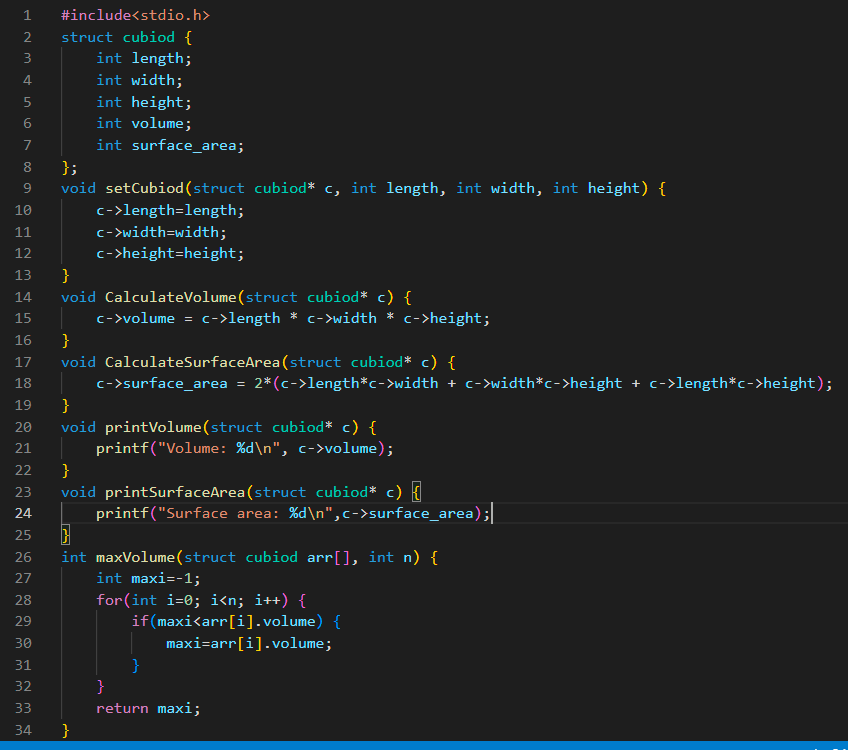 1 #include<stdio.h>
2 struct cubiod {
3     int length;
4     int width;
5     int height;
6     int volume;
7     int surface_area;
8 };
9 void setCubiod(struct cubiod* c, int length, int width, int height) {
10     c->length=length;
11     c->width=width;
12     c->height=height;
13 }
14 void CalculateVolume(struct cubiod* c) {
15     c->volume = c->length * c->width * c->height;
16 }
17 void CalculateSurfaceArea(struct cubiod* c) {
18     c->surface_area = 2*(c->length*c->width + c->width*c->height + c->length*c->height);
19 }
20 void printVolume(struct cubiod* c) {
21     printf("Volume: %d\n", c->volume);
22 }
23 void printSurfaceArea(struct cubiod* c) {
24     printf("Surface area: %d\n",c->surface_area);
25 }
26 int maxVolume(struct cubiod arr[], int n) {
27     int maxi=-1;
28     for(int i=0; i<n; i++) {
29         if(maxi<arr[i].volume) {
30             maxi=arr[i].volume;
31         }
32     }
33     return maxi;
34 }